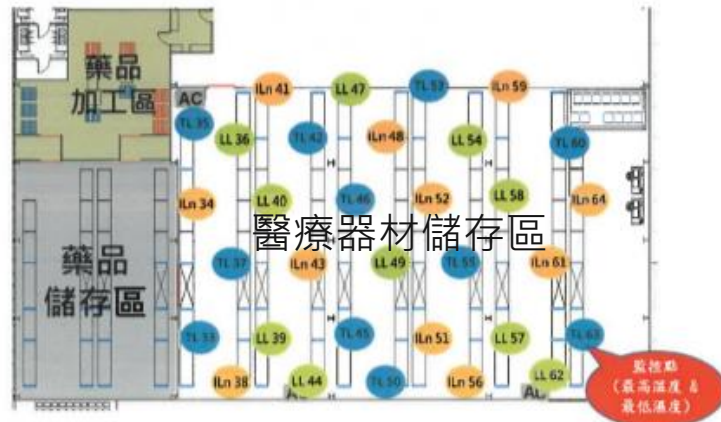 藥品
加工區
AC
ILn 41
LL 47
TL 53
ILn 59
TL 35
LL 36
TL 42
ILn 48
LL 54
TL 60
ILn 34
LL 40
TL 46
ILn 52
LL 58
ILn 64
醫療器材儲存區
藥品
儲存區
TL 37
ILn 43
LL 49
TL 55
ILn 61
TL 33
LL 39
TL 45
ILn 51
LL 57
TL 63
ILn 38
LL 44
TL 50
ILn 56
LL 62
監控點
(最高溫度 &
最低濕度)